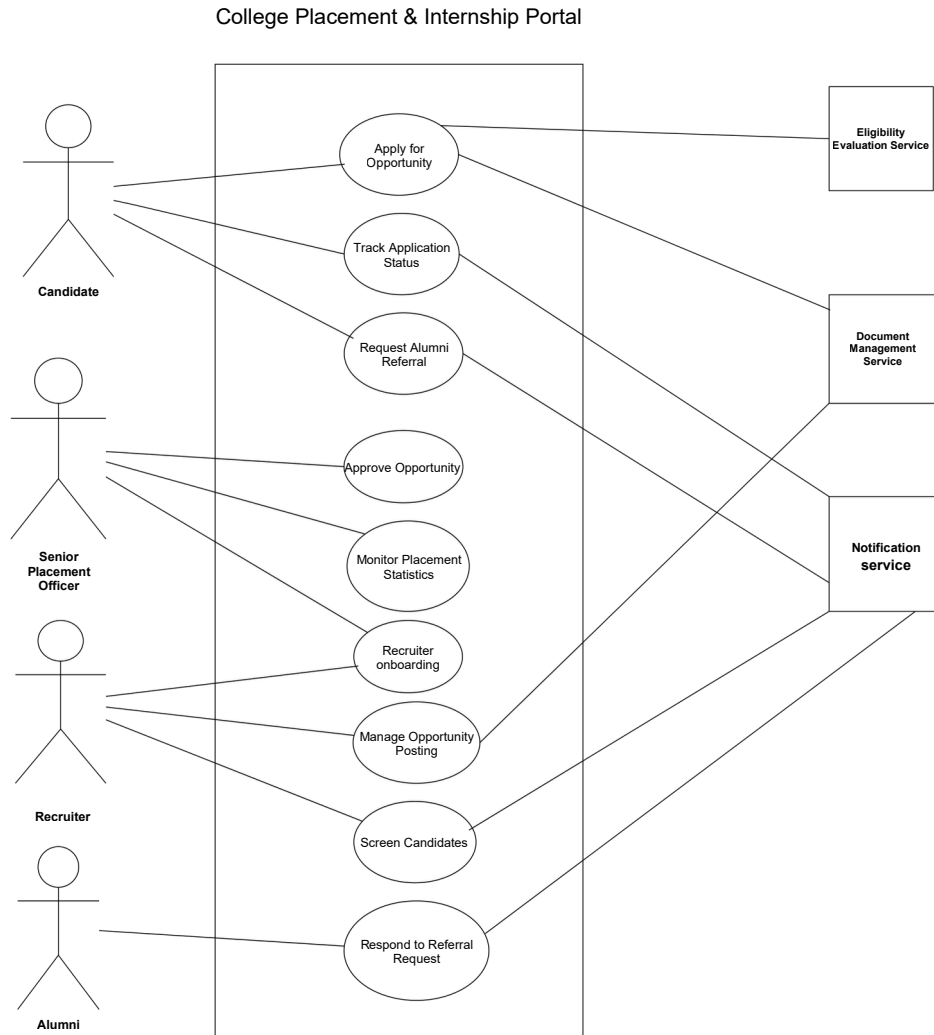 College Placement & Internship Portal
Apply for
Opportunity
Eligibility
Evaluation Service
Track Application
Status
Candidate
Request Alumni
Referral
Document
Management
Service
Approve Opportunity
Monitor Placement
Statistics
Senior
Placement
Officer
Notification
service
Recruiter
onboarding
Manage Opportunity
Posting
Recruiter
Screen Candidates
Respond to Referral
Request
Alumni